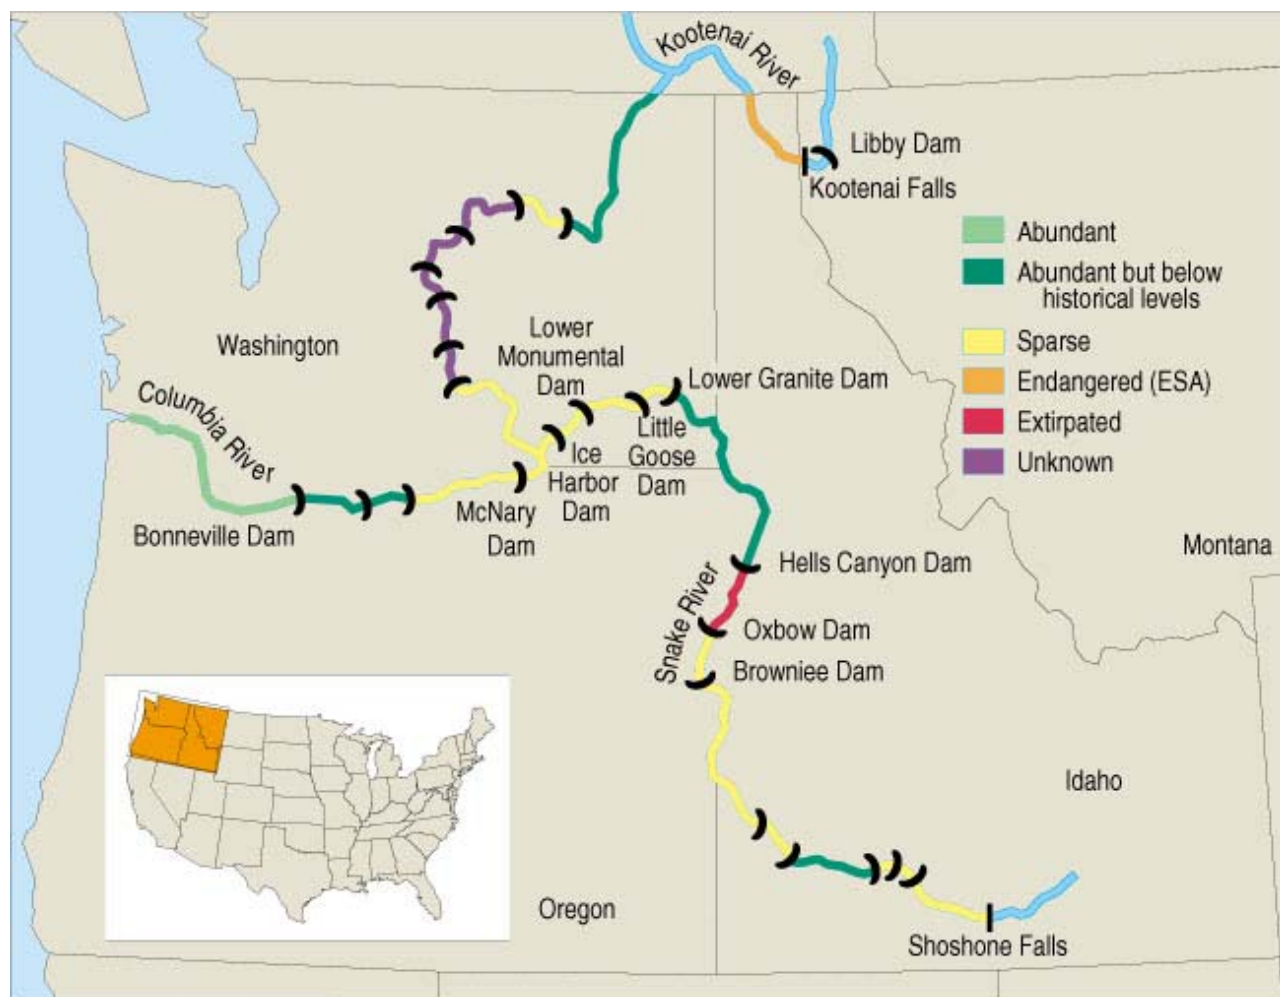 Kootenai River
Libby Dam
Kootenai Falls
Abundant
Abundant but below
historical levels
Sparse
Endangered (ESA)
Extirpated
Unknown
Washington
Lower
Monumental
Dam
Lower Granite Dam
Columbia River
Little
Goose
Dam
Ice
Harbor
Dam
McNary
Dam
Bonneville Dam
Montana
Hells Canyon Dam
Snake River
Oxbow Dam
Browniee Dam
Idaho
Oregon
Shoshone Falls